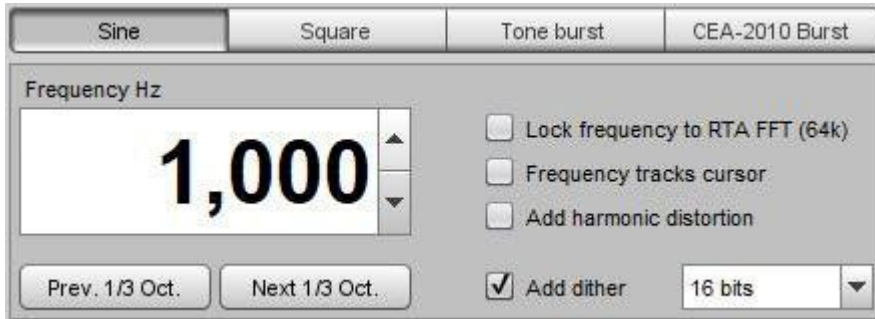 Sine Square Tone burst CEA-2010 Burst
Frequency Hz
1,000
Lock frequency to RTA FFT (64k)
Frequency tracks cursor
Add harmonic distortion
Prev. 1/3 Oct. Next 1/3 Oct. Add dither 16 bits